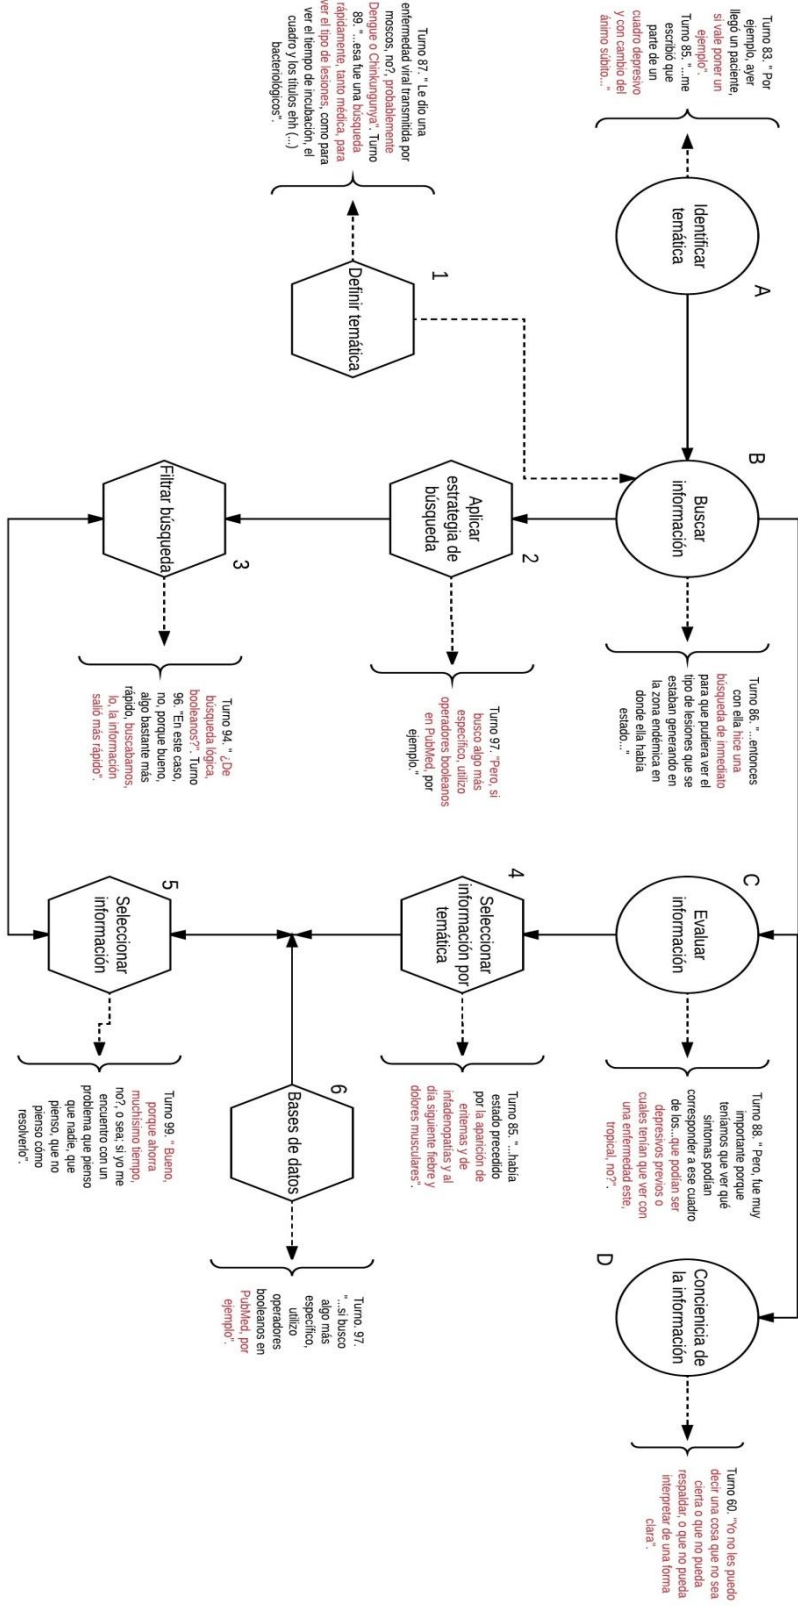 Turno 83. " Por
ejemplo, ayer
llegó un paciente,
si vale poner un
ejemplo".
Turno 85. "...me
escribió que
parte de un
cuadro depresivo
y con cambio del
ánimo súbito..."
A
Identificar
temática
B
Buscar
información
Turno 86. "...entonces
con ella hice una
búsqueda de inmediato
para que pudiera ver el
tipo de lesiones que se
estaban generando en
la zona endémica en
donde ella había
estado..."
C
Evaluar
información
Turno 88. " Pero, fue muy
importante porque
teníamos que ver qué
síntomas podían
corresponder a ese cuadro
de los...que podían ser
depresivos previos o
cuales tenían que ver con
una enfermedad este,
tropical, no?".
D
Concienicia de
la información
Turno 60. "Yo no les puedo
decir una cosa que no sea
cierta o que no pueda
respaldar, o que no pueda
interpretar de una forma
clara".
Turno 87. " Le dio una
enfermedad viral transmitida por
moscos, no?, probablemente
Dengue o Chinkungunya". Turno
89. "...esa fue una búsqueda
rápidamente, tanto médica, para
ver el tipo de lesiones, como para
ver el tiempo de incubación, el
cuadro y los títulos ehh (...)
bacteriológicos".
1
Definir temática
2
Aplicar
estrategia de
búsqueda
Turno 97. "Pero, si
busco algo más
específico, utilizo
operadores booleanos
en PubMed, por
ejemplo."
4
Seleccionar
información por
temática
Turno 85. "...había
estado precedido
por la aparición de
eritemas y de
infadenopatías y al
día siguiente fiebre y
dolores musculares".
6
Bases de datos
Turno. 97.
"...si busco
algo más
específico,
utilizo
operadores
booleanos en
PubMed, por
ejemplo".
3
Filtrar búsqueda
Turno 94. " ¿De
búsqueda lógica,
booleanos?". Turno
96. "En este caso,
no, porque bueno,
algo bastante más
rápido, buscábamos,
lo, la información
salió más rápido".
5
Seleccionar
información
Turno 99. " Bueno,
porque ahorra
muchísimo tiempo,
no?, o sea; si yo me
encuentro con un
problema que pienso
que nadie, que
pienso, que no
pienso cómo
resolverlo".